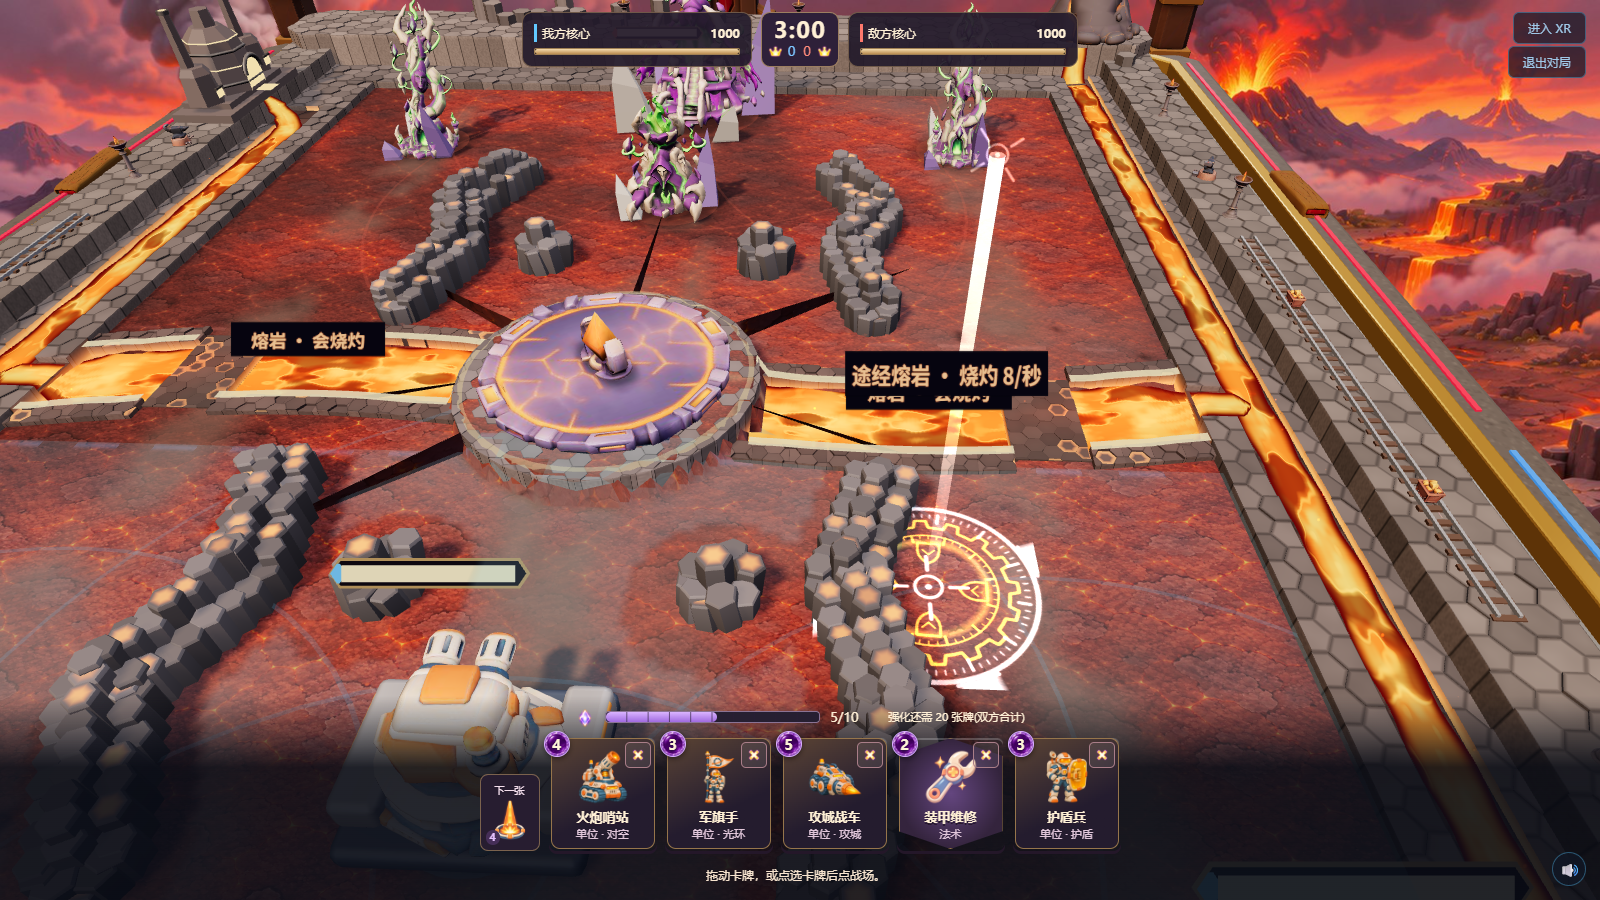 我方核心 1000
3:00
0 0
敌方核心 1000
进入 XR
退出对局
熔岩 · 会烧灼
途经熔岩 · 烧灼 8/秒
熔岩 · 会烧灼
5/10
强化还需 20 张牌(双方合计)
下一张
4
4
火炮哨站
单位 · 对空
3
军旗手
单位 · 光环
5
攻城战车
单位 · 攻城
2
装甲维修
法术
3
护盾兵
单位 · 护盾
拖动卡牌，或点选卡牌后点战场。